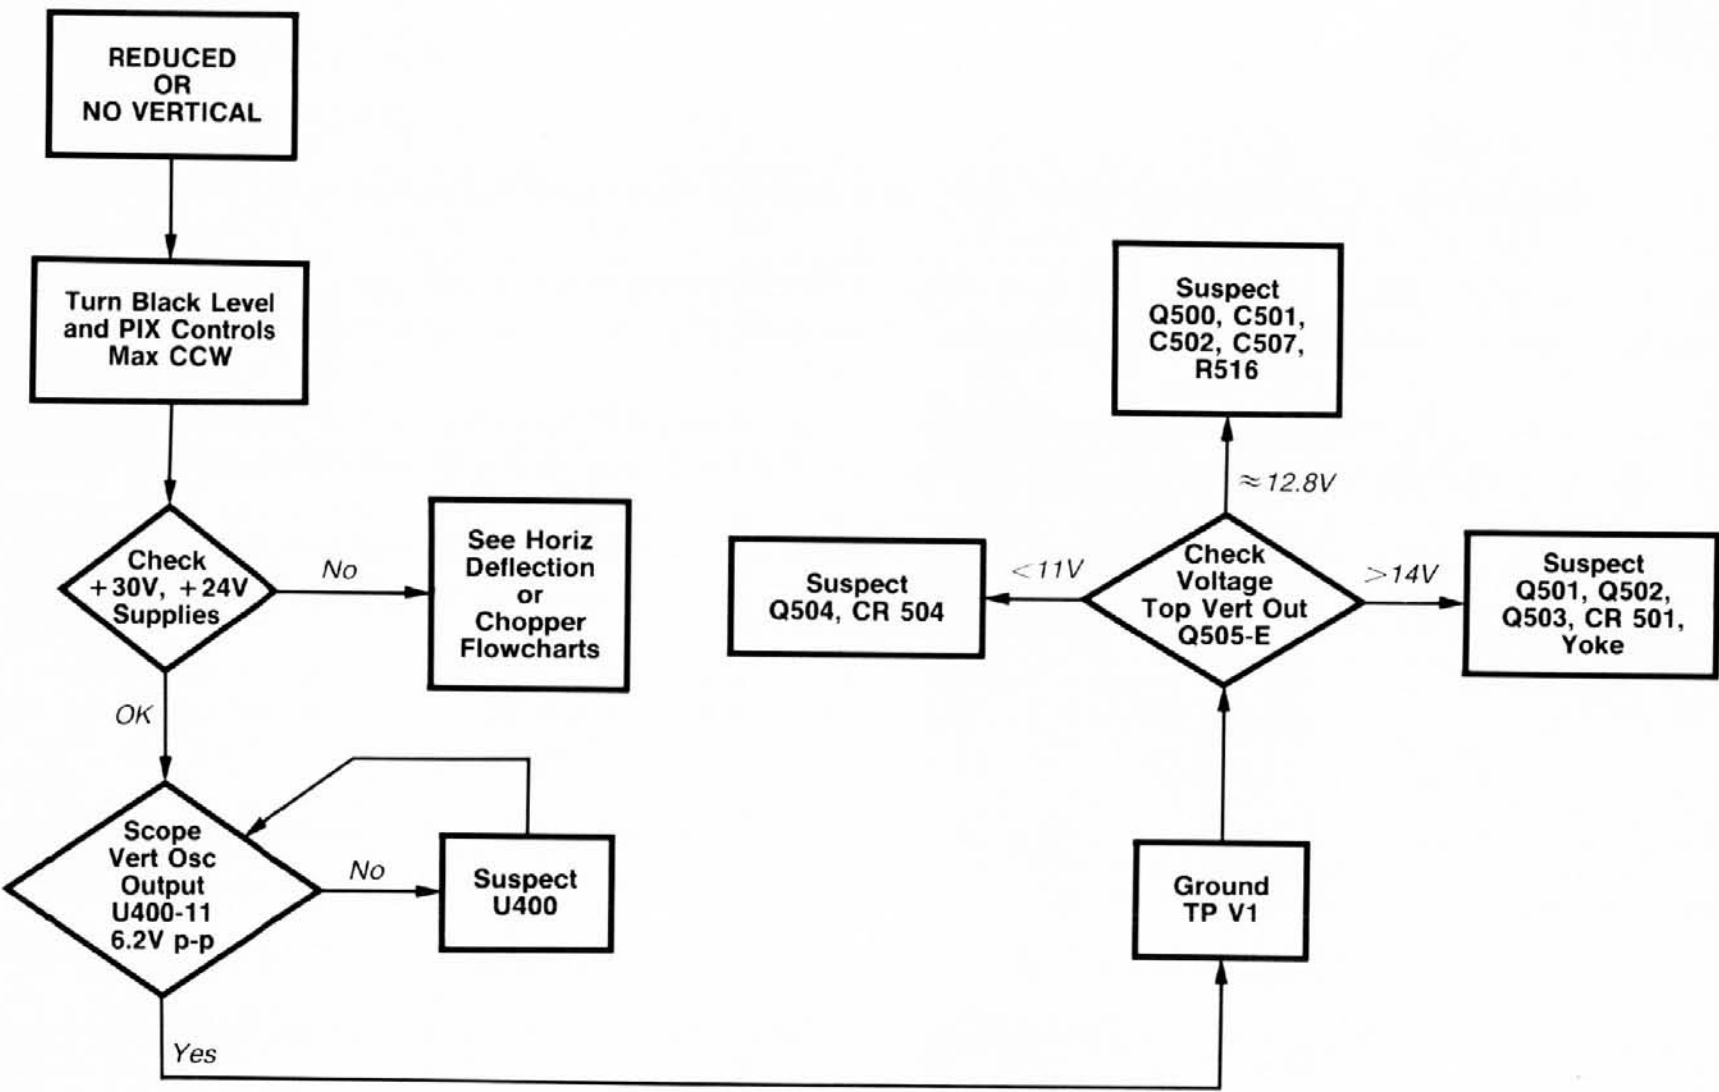 REDUCED
OR
NO VERTICAL
Turn Black Level
and PIX Controls
Max CCW
Check
+30V, +24V
Supplies
No
See Horiz
Deflection
or
Chopper
Flowcharts
OK
Scope
Vert Osc
Output
U400-11
6.2V p-p
No
Suspect
U400
Yes
Ground
TP V1
Check
Voltage
Top Vert Out
Q505-E
<11V
Suspect
Q504, CR 504
≈12.8V
Suspect
Q500, C501,
C502, C507,
R516
>14V
Suspect
Q501, Q502,
Q503, CR 501,
Yoke